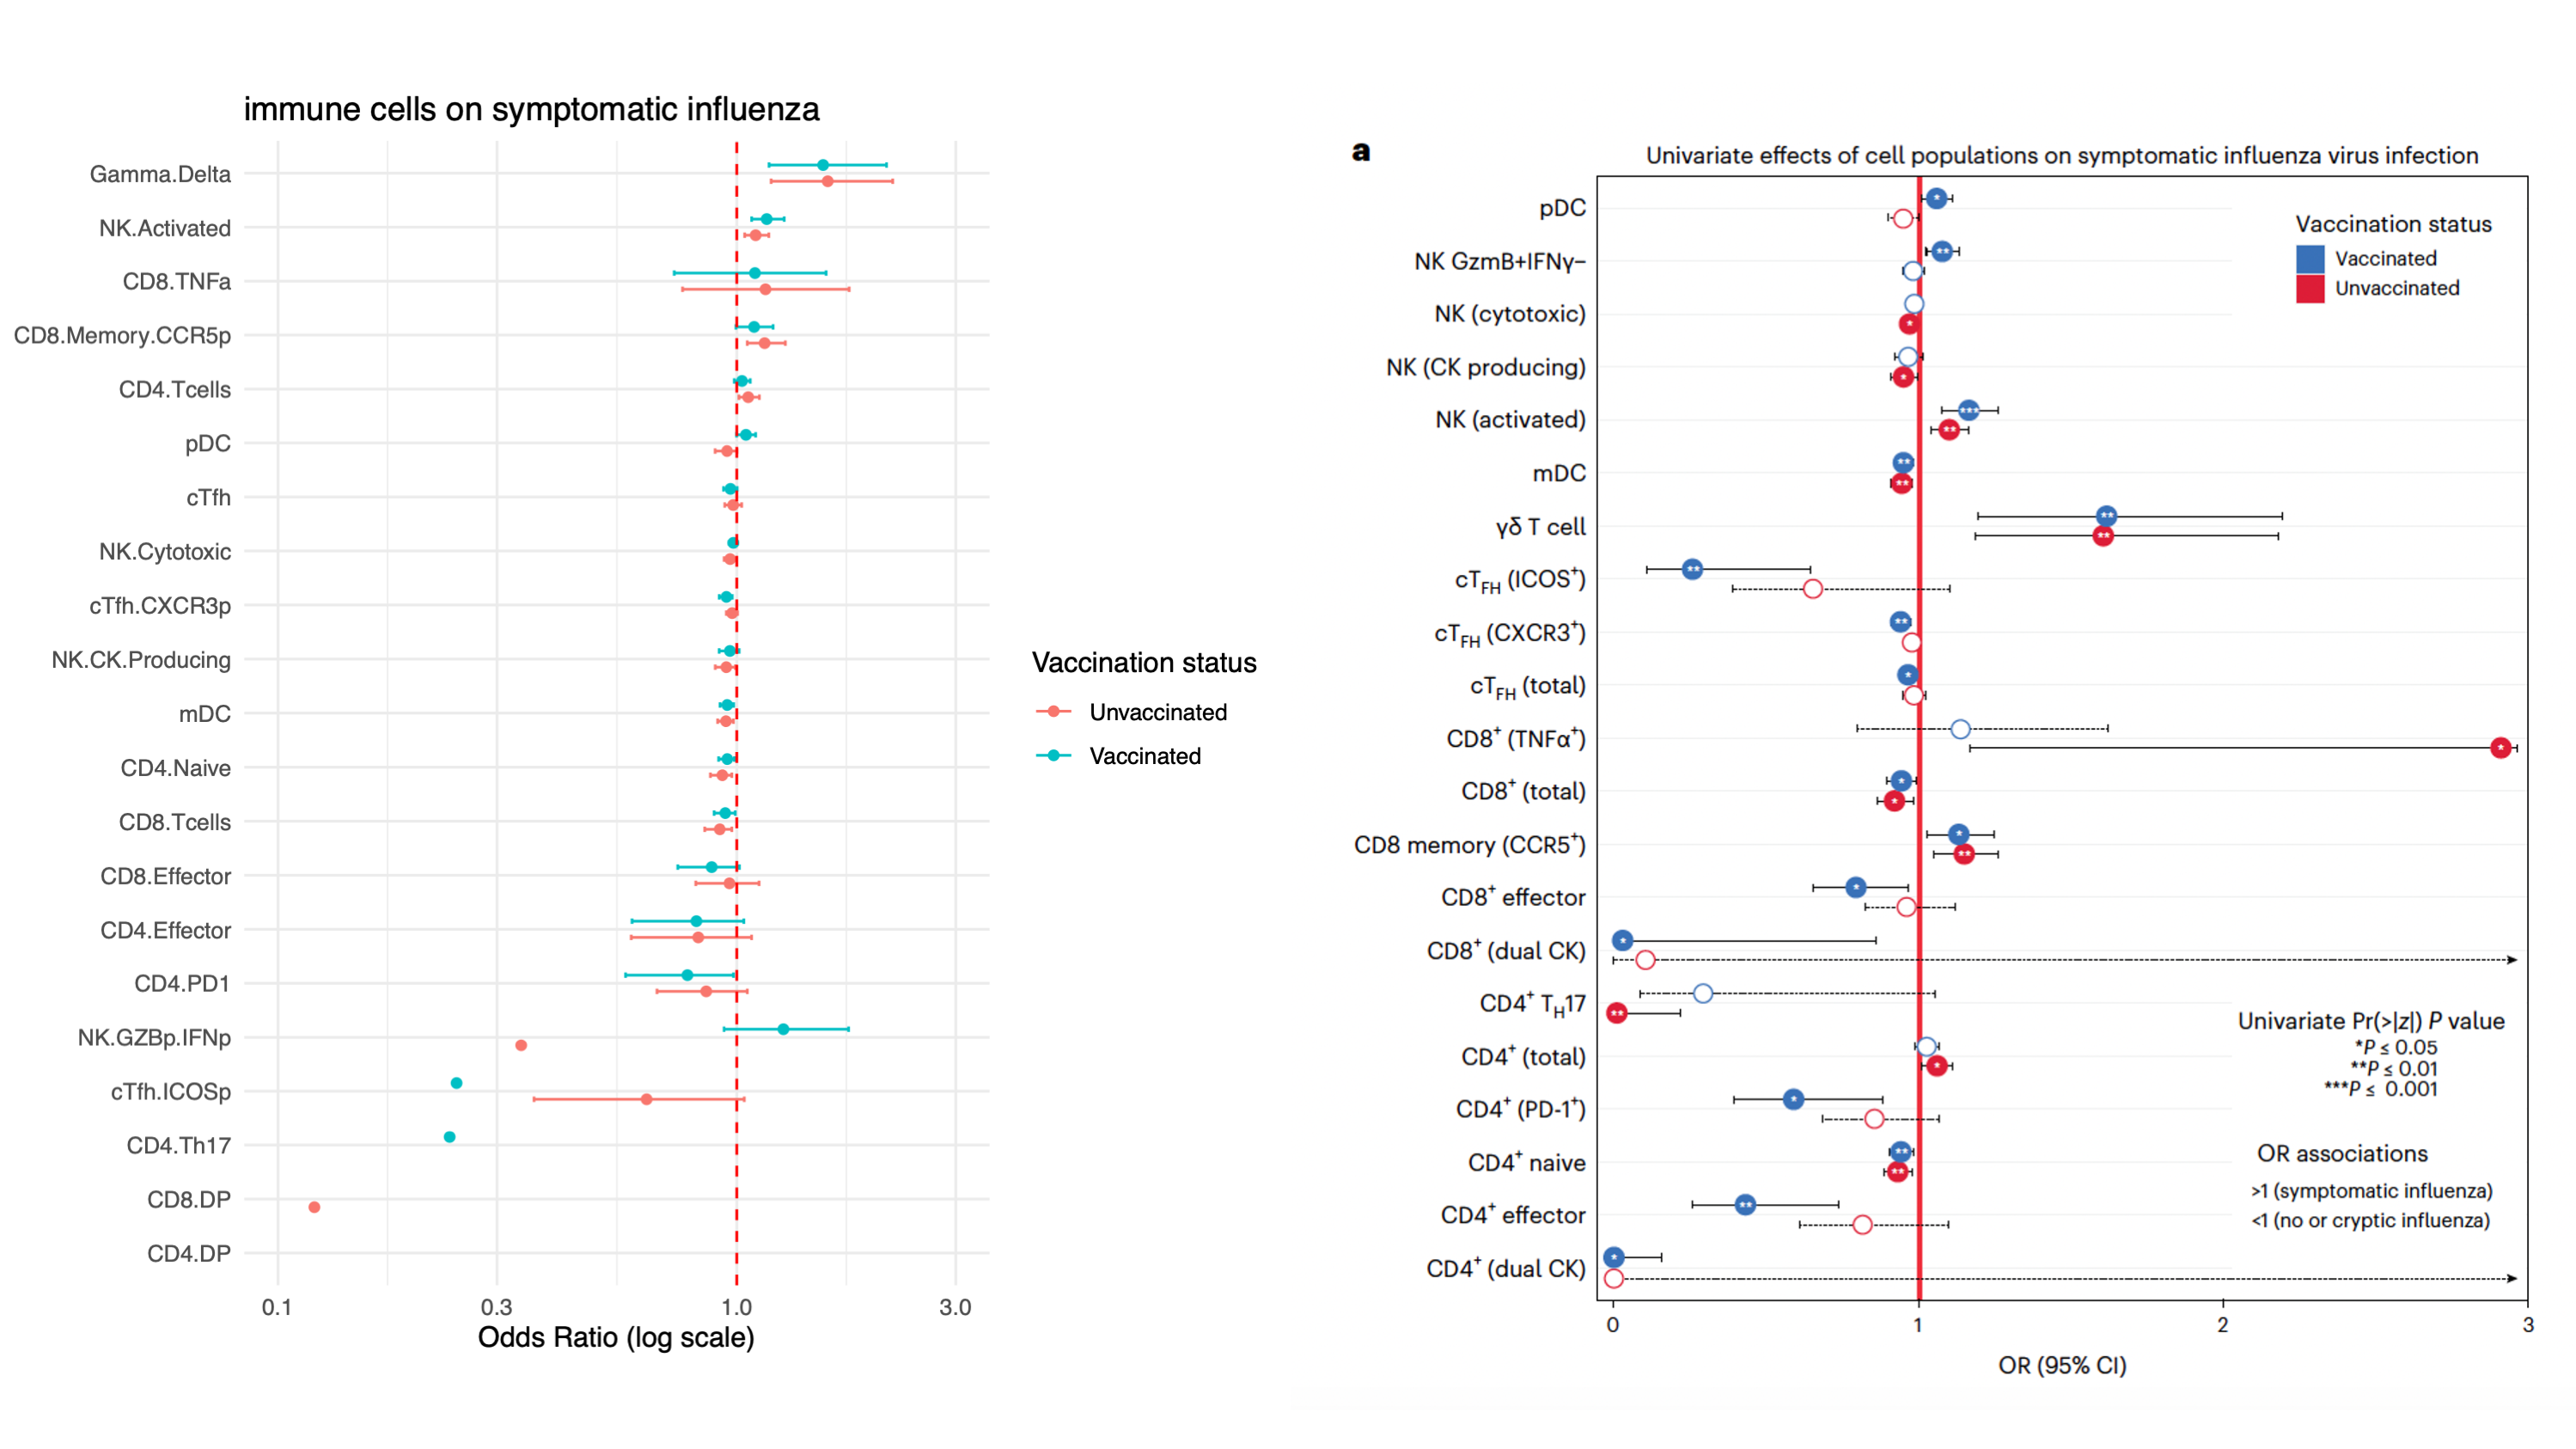 immune cells on symptomatic influenza
Gamma.Delta
NK.Activated
CD8.TNFa
CD8.Memory.CCR5p
CD4.Tcells
pDC
cTfh
NK.Cytotoxic
cTfh.CXCR3p
NK.CK.Producing
mDC
CD4.Naive
CD8.Tcells
CD8.Effector
CD4.Effector
CD4.PD1
NK.GZBp.IFNp
cTfh.ICOSp
CD4.Th17
CD8.DP
CD4.DP
0.1 0.3 1.0 3.0
Odds Ratio (log scale)
Vaccination status
Unvaccinated
Vaccinated
a
Univariate effects of cell populations on symptomatic influenza virus infection
pDC
NK GzmB+IFNγ−
NK (cytotoxic)
NK (CK producing)
NK (activated)
mDC
γδ T cell
cTFH (ICOS+)
cTFH (CXCR3+)
cTFH (total)
CD8+ (TNFα+)
CD8+ (total)
CD8 memory (CCR5+)
CD8+ effector
CD8+ (dual CK)
CD4+ TH17
CD4+ (total)
CD4+ (PD-1+)
CD4+ naive
CD4+ effector
CD4+ (dual CK)
Vaccination status
Vaccinated
Unvaccinated
Univariate Pr(>|z|) P value
*P ≤ 0.05
**P ≤ 0.01
***P ≤ 0.001
OR associations
>1 (symptomatic influenza)
<1 (no or cryptic influenza)
0 1 2 3
OR (95% CI)